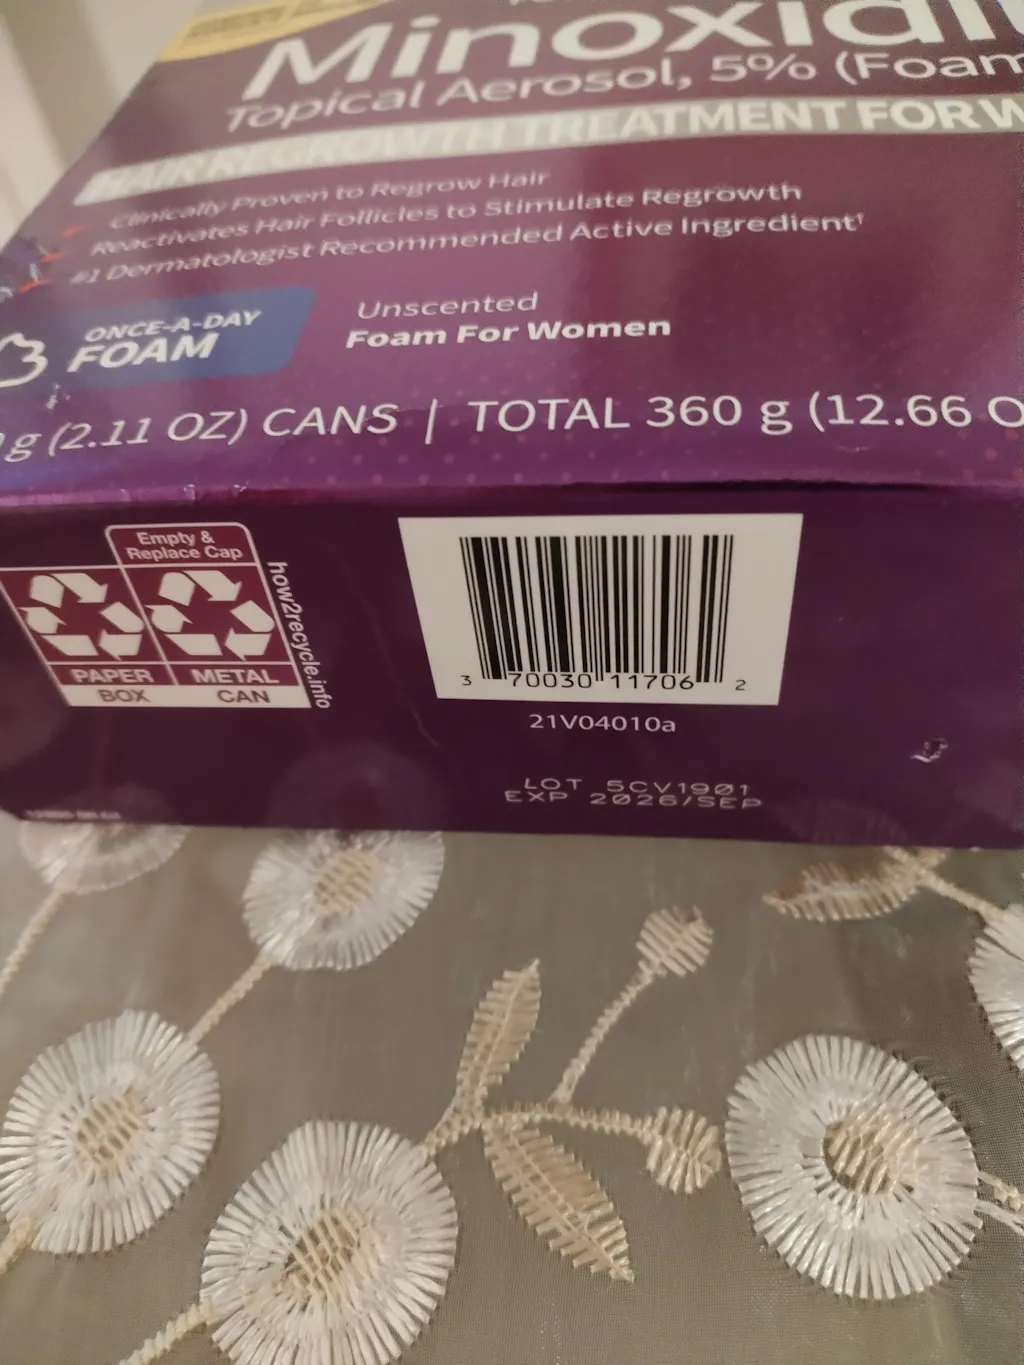 Minoxidil
Topical Aerosol, 5% (Foam
HAIR REGROWTH TREATMENT FOR W
Clinically Proven to Regrow Hair
Reactivates Hair Follicles to Stimulate Regrowth
#1 Dermatologist Recommended Active Ingredient†
ONCE-A-DAY
FOAM
Unscented
Foam For Women
g (2.11 OZ) CANS | TOTAL 360 g (12.66 O
Empty &
Replace Cap
PAPER
BOX
METAL
CAN
how2recycle.info
3 70030 11706 2
21V04010a
LOT 5CV1901
EXP 2026/SEP